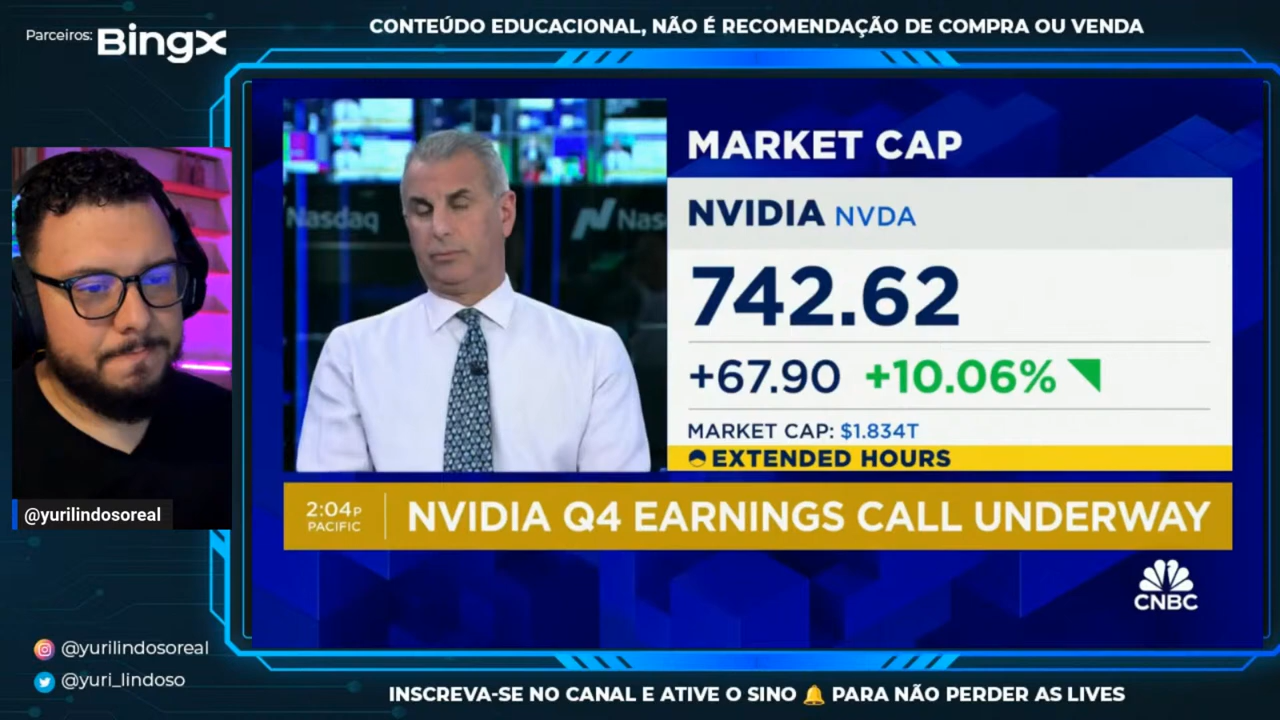 Parceiros: BingX
CONTEÚDO EDUCACIONAL, NÃO É RECOMENDAÇÃO DE COMPRA OU VENDA
Nasdaq
Nas
MARKET CAP
NVIDIA NVDA
742.62
+67.90 +10.06%
MARKET CAP: $1.834T
EXTENDED HOURS
2:04P
PACIFIC
NVIDIA Q4 EARNINGS CALL UNDERWAY
CNBC
@yurilindosoreal
@yurilindosoreal
@yuri_lindoso
INSCREVA-SE NO CANAL E ATIVE O SINO 🔔 PARA NÃO PERDER AS LIVES